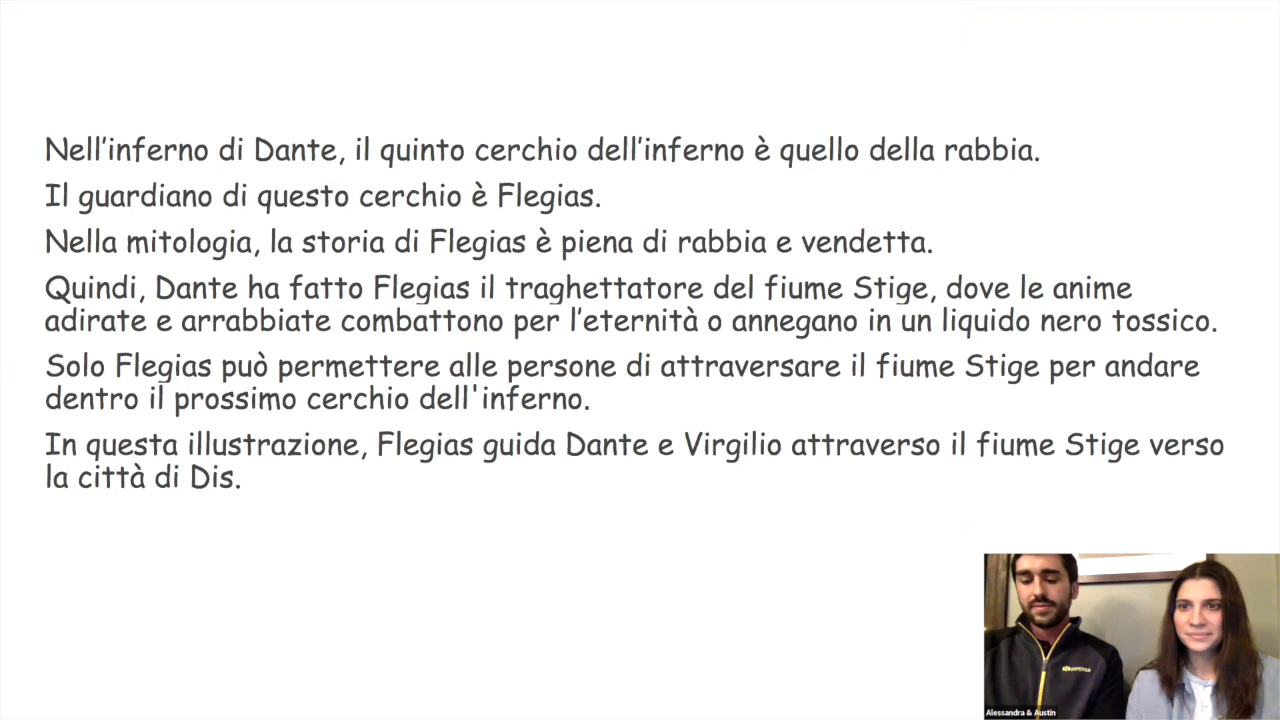 Nell’inferno di Dante, il quinto cerchio dell’inferno è quello della rabbia.
Il guardiano di questo cerchio è Flegias.
Nella mitologia, la storia di Flegias è piena di rabbia e vendetta.
Quindi, Dante ha fatto Flegias il traghettatore del fiume Stige, dove le anime
adirate e arrabbiate combattono per l’eternità o annegano in un liquido nero tossico.
Solo Flegias può permettere alle persone di attraversare il fiume Stige per andare
dentro il prossimo cerchio dell'inferno.
In questa illustrazione, Flegias guida Dante e Virgilio attraverso il fiume Stige verso
la città di Dis.
Alessandra & Austin